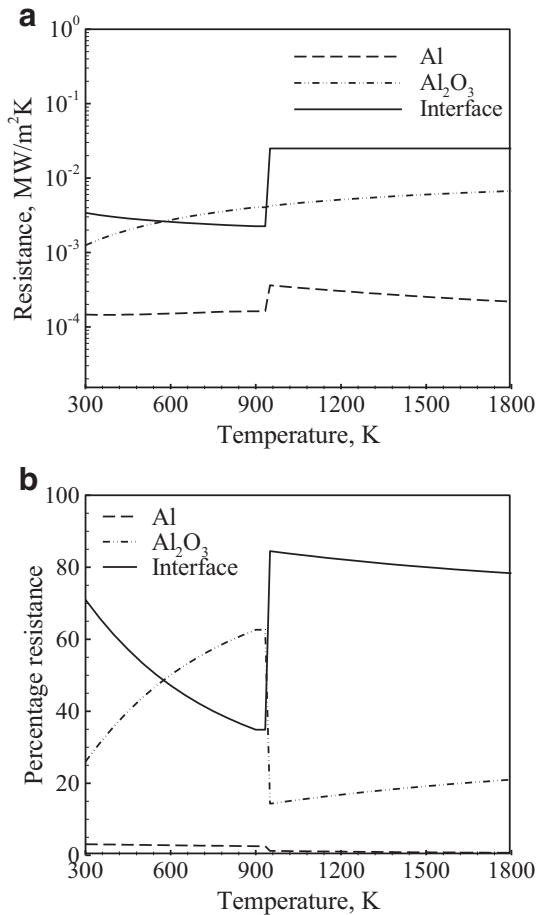 a
10⁰
10⁻¹
10⁻²
10⁻³
10⁻⁴
Resistance, MW/m²K
Al
Al₂O₃
Interface
300 600 900 1200 1500 1800
Temperature, K
b
100
80
60
40
20
0
Percentage resistance
Al
Al₂O₃
Interface
300 600 900 1200 1500 1800
Temperature, K